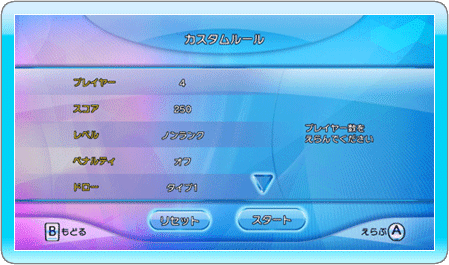 カスタムルール
プレイヤー 4
スコア 250
レベル ノンランク
ペナルティ オフ
ドロー タイプ1
プレイヤー数を
えらんでください
リセット スタート
B もどる
えらぶ A